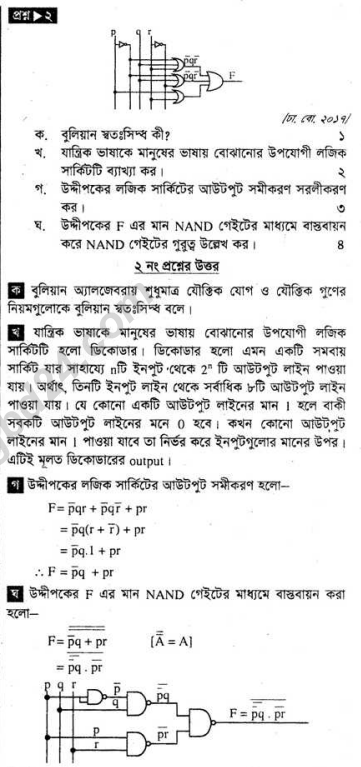 প্রশ্ন ▶ ২
p q r
p̄qr
p̄qr̄
F
[ঢা. বো. ২০১৭]
ক. বুলিয়ান স্বতঃসিদ্ধ কী? ১
খ. যান্ত্রিক ভাষাকে মানুষের ভাষায় বোঝানোর উপযোগী লজিক
সার্কিটটি ব্যাখ্যা কর। ২
গ. উদ্দীপকের লজিক সার্কিটের আউটপুট সমীকরণ সরলীকরণ
কর। ৩
ঘ. উদ্দীপকের F এর মান NAND গেইটের মাধ্যমে বাস্তবায়ন
করে NAND গেইটের গুরুত্ব উল্লেখ কর। ৪
২ নং প্রশ্নের উত্তর
ক বুলিয়ান অ্যালজেবরায় শুধুমাত্র যৌক্তিক যোগ ও যৌক্তিক গুণের
নিয়মগুলোকে বুলিয়ান স্বতঃসিদ্ধ বলে।
খ যান্ত্রিক ভাষাকে মানুষের ভাষায় বোঝানোর উপযোগী লজিক
সার্কিটটি হলো ডিকোডার। ডিকোডার হলো এমন একটি সমবায়
সার্কিট যার সাহায্যে nটি ইনপুট থেকে 2ⁿ টি আউটপুট লাইন পাওয়া
যায়। অর্থাৎ, তিনটি ইনপুট লাইন থেকে সর্বাধিক ৮টি আউটপুট লাইন
পাওয়া যায়। যে কোনো একটি আউটপুট লাইনের মান 1 হলে বাকী
সবকটি আউটপুট লাইনের মনে 0 হবে। কখন কোনো আউটপুট
লাইনের মান 1 পাওয়া যাবে তা নির্ভর করে ইনপুটগুলোর মানের উপর।
এটিই মূলত ডিকোডারের output।
গ উদ্দীপকের লজিক সার্কিটের আউটপুট সমীকরণ হলো—
F = p̄qr + p̄qr̄ + pr
= p̄q(r + r̄) + pr
= p̄q.1 + pr
∴ F = p̄q + pr
ঘ উদ্দীপকের F এর মান NAND গেইটের মাধ্যমে বাস্তবায়ন করা
হলো—
F = p̄q + pr [A̿ = A]
= p̄q . pr
p q r
p̄
q
p̄q
p
r
pr
F = p̄q . pr